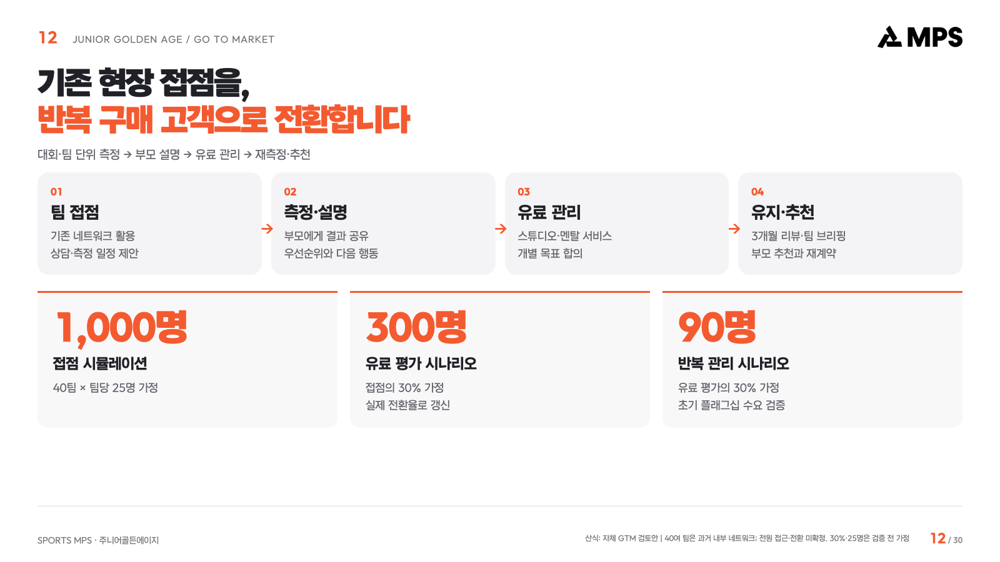 12 JUNIOR GOLDEN AGE / GO TO MARKET
MPS
기존 현장 접점을,
반복 구매 고객으로 전환합니다
대회·팀 단위 측정 → 부모 설명 → 유료 관리 → 재측정·추천
01
팀 접점
기존 네트워크 활용
상담·측정 일정 제안
→
02
측정·설명
부모에게 결과 공유
우선순위와 다음 행동
→
03
유료 관리
스튜디오·멘탈 서비스
개별 목표 합의
→
04
유지·추천
3개월 리뷰·팀 브리핑
부모 추천과 재계약
1,000명
접점 시뮬레이션
40팀 × 팀당 25명 가정
300명
유료 평가 시나리오
접점의 30% 가정
실제 전환율로 갱신
90명
반복 관리 시나리오
유료 평가의 30% 가정
초기 플래그십 수요 검증
SPORTS MPS · 주니어골든에이지
산식: 자체 GTM 검토안 | 40여 팀은 과거 내부 네트워크; 전원 접근·전환 미확정. 30%·25명은 검증 전 가정
12 / 30